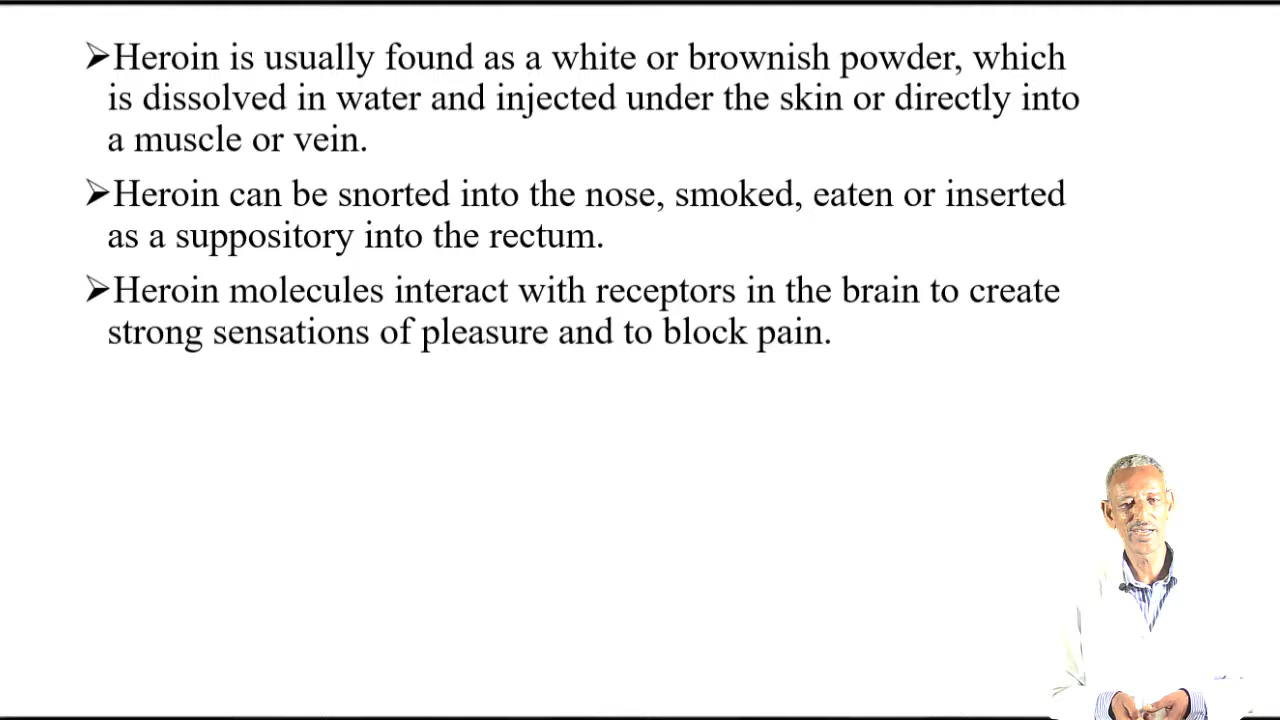 ➢Heroin is usually found as a white or brownish powder, which
is dissolved in water and injected under the skin or directly into
a muscle or vein.
➢Heroin can be snorted into the nose, smoked, eaten or inserted
as a suppository into the rectum.
➢Heroin molecules interact with receptors in the brain to create
strong sensations of pleasure and to block pain.